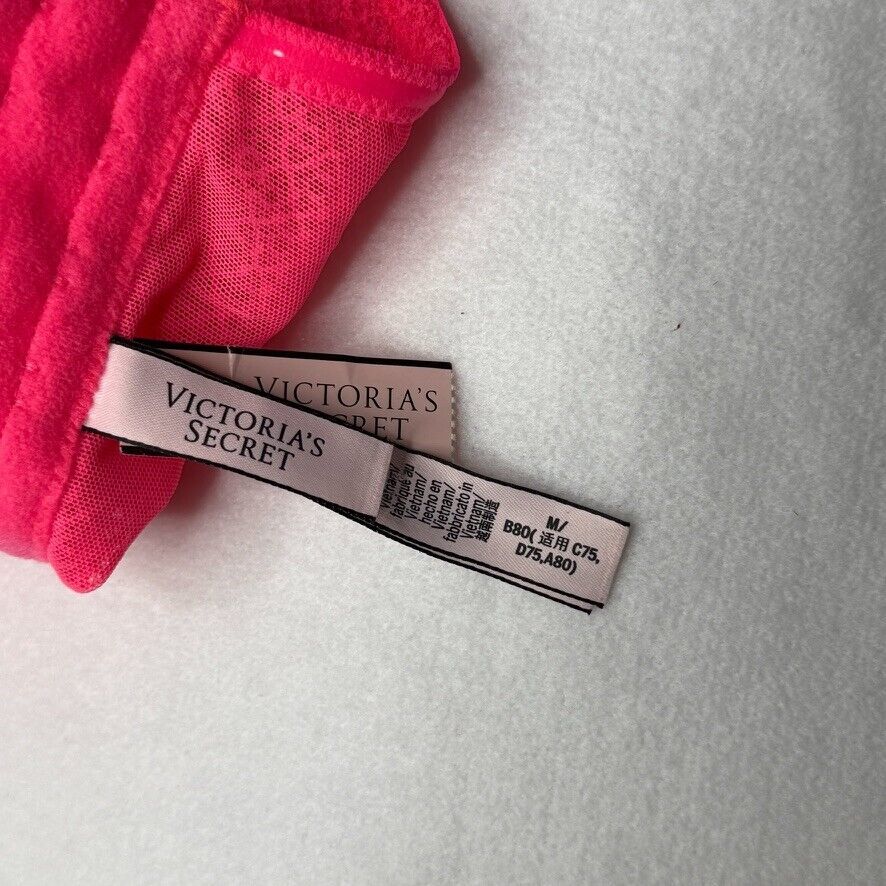 VICTORIA'S
SECRET
VICTORIA'S
CRET
Vietnam/
fabriqué au
Vietnam/
hecho en
Vietnam/
fabbricato in
Vietnam/
越南制造
M/
B80( 适用 C75,
D75,A80)